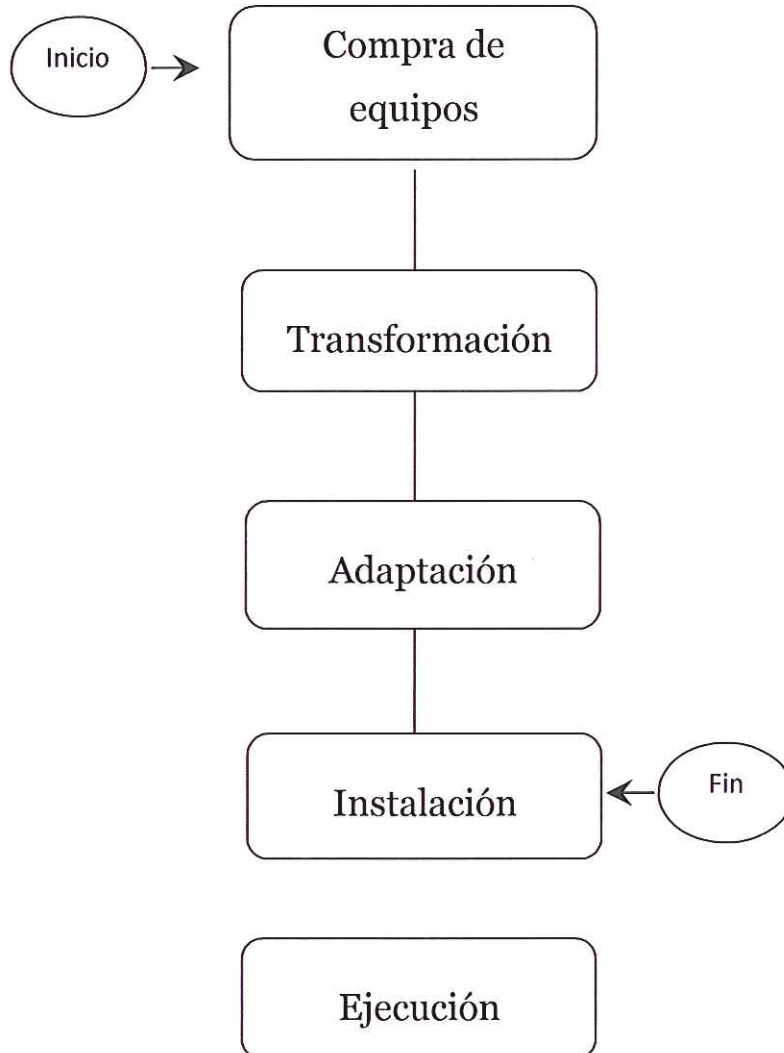 Inicio
Compra de
equipos
Transformación
Adaptación
Instalación
Fin
Ejecución